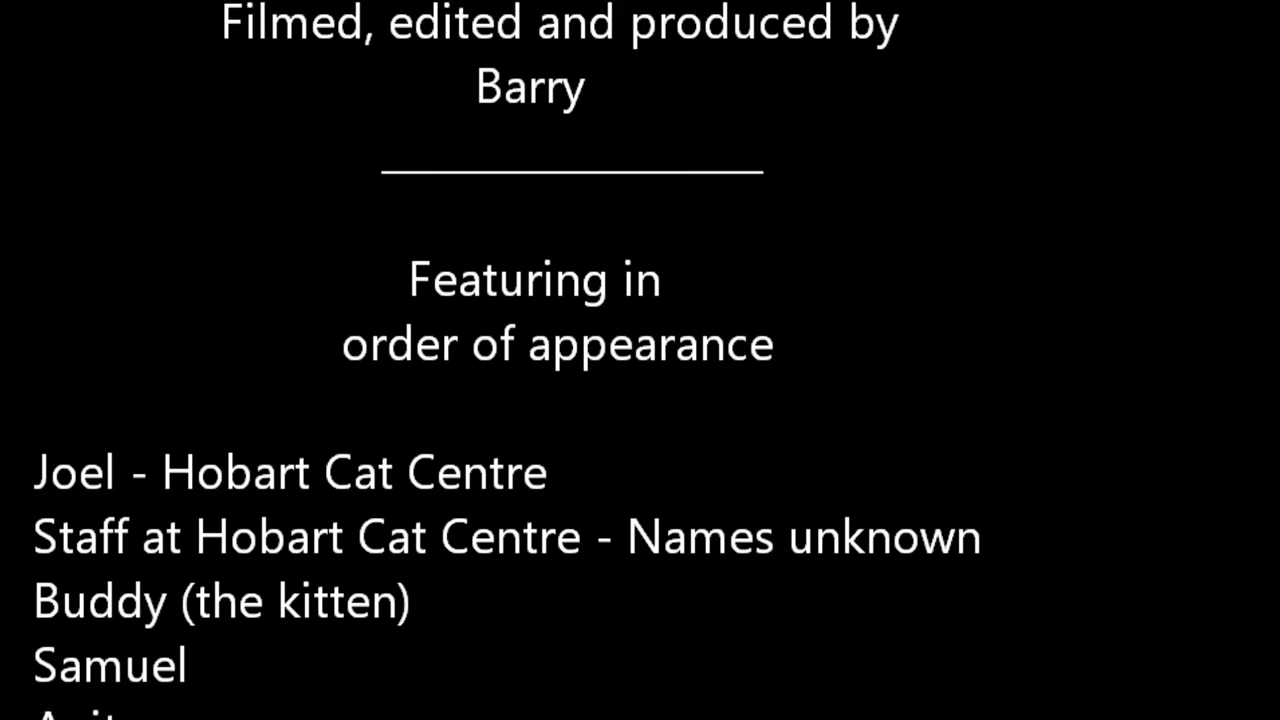 Filmed, edited and produced by
Barry
Featuring in
order of appearance
Joel - Hobart Cat Centre
Staff at Hobart Cat Centre - Names unknown
Buddy (the kitten)
Samuel